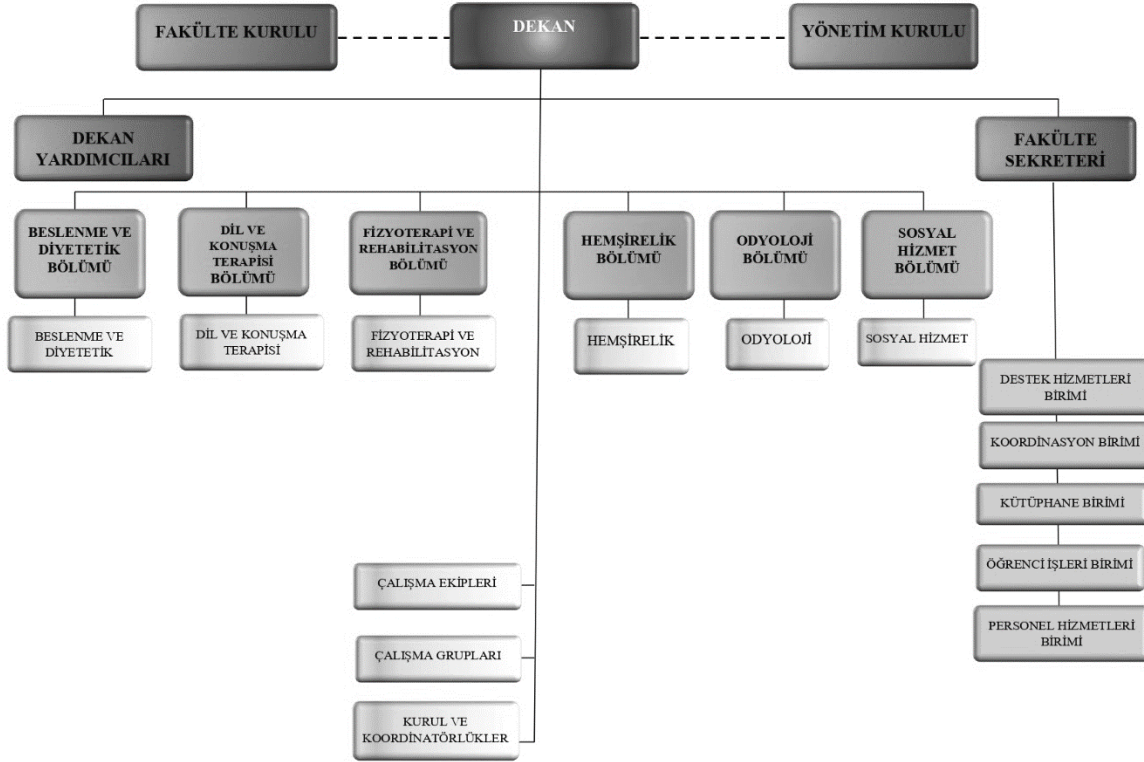 FAKÜLTE KURULU
DEKAN
YÖNETİM KURULU
DEKAN
YARDIMCILARI
FAKÜLTE
SEKRETERİ
BESLENME VE
DİYETETİK
BÖLÜMÜ
DİL VE
KONUŞMA
TERAPİSİ
BÖLÜMÜ
FİZYOTERAPİ VE
REHABILITASYON
BÖLÜMÜ
HEMŞİRELİK
BÖLÜMÜ
ODYOLOJİ
BÖLÜMÜ
SOSYAL
HİZMET
BÖLÜMÜ
BESLENME VE
DİYETETİK
DİL VE KONUŞMA
TERAPİSİ
FİZYOTERAPİ VE
REHABİLİTASYON
HEMŞİRELİK
ODYOLOJİ
SOSYAL HİZMET
DESTEK HİZMETLERİ
BİRİMİ
KOORDİNASYON BİRİMİ
KÜTÜPHANE BİRİMİ
ÖĞRENCİ İŞLERİ BİRİMİ
PERSONEL HİZMETLERİ
BİRİMİ
ÇALIŞMA EKİPLERİ
ÇALIŞMA GRUPLARI
KURUL VE
KOORDİNATÖRLÜKLER